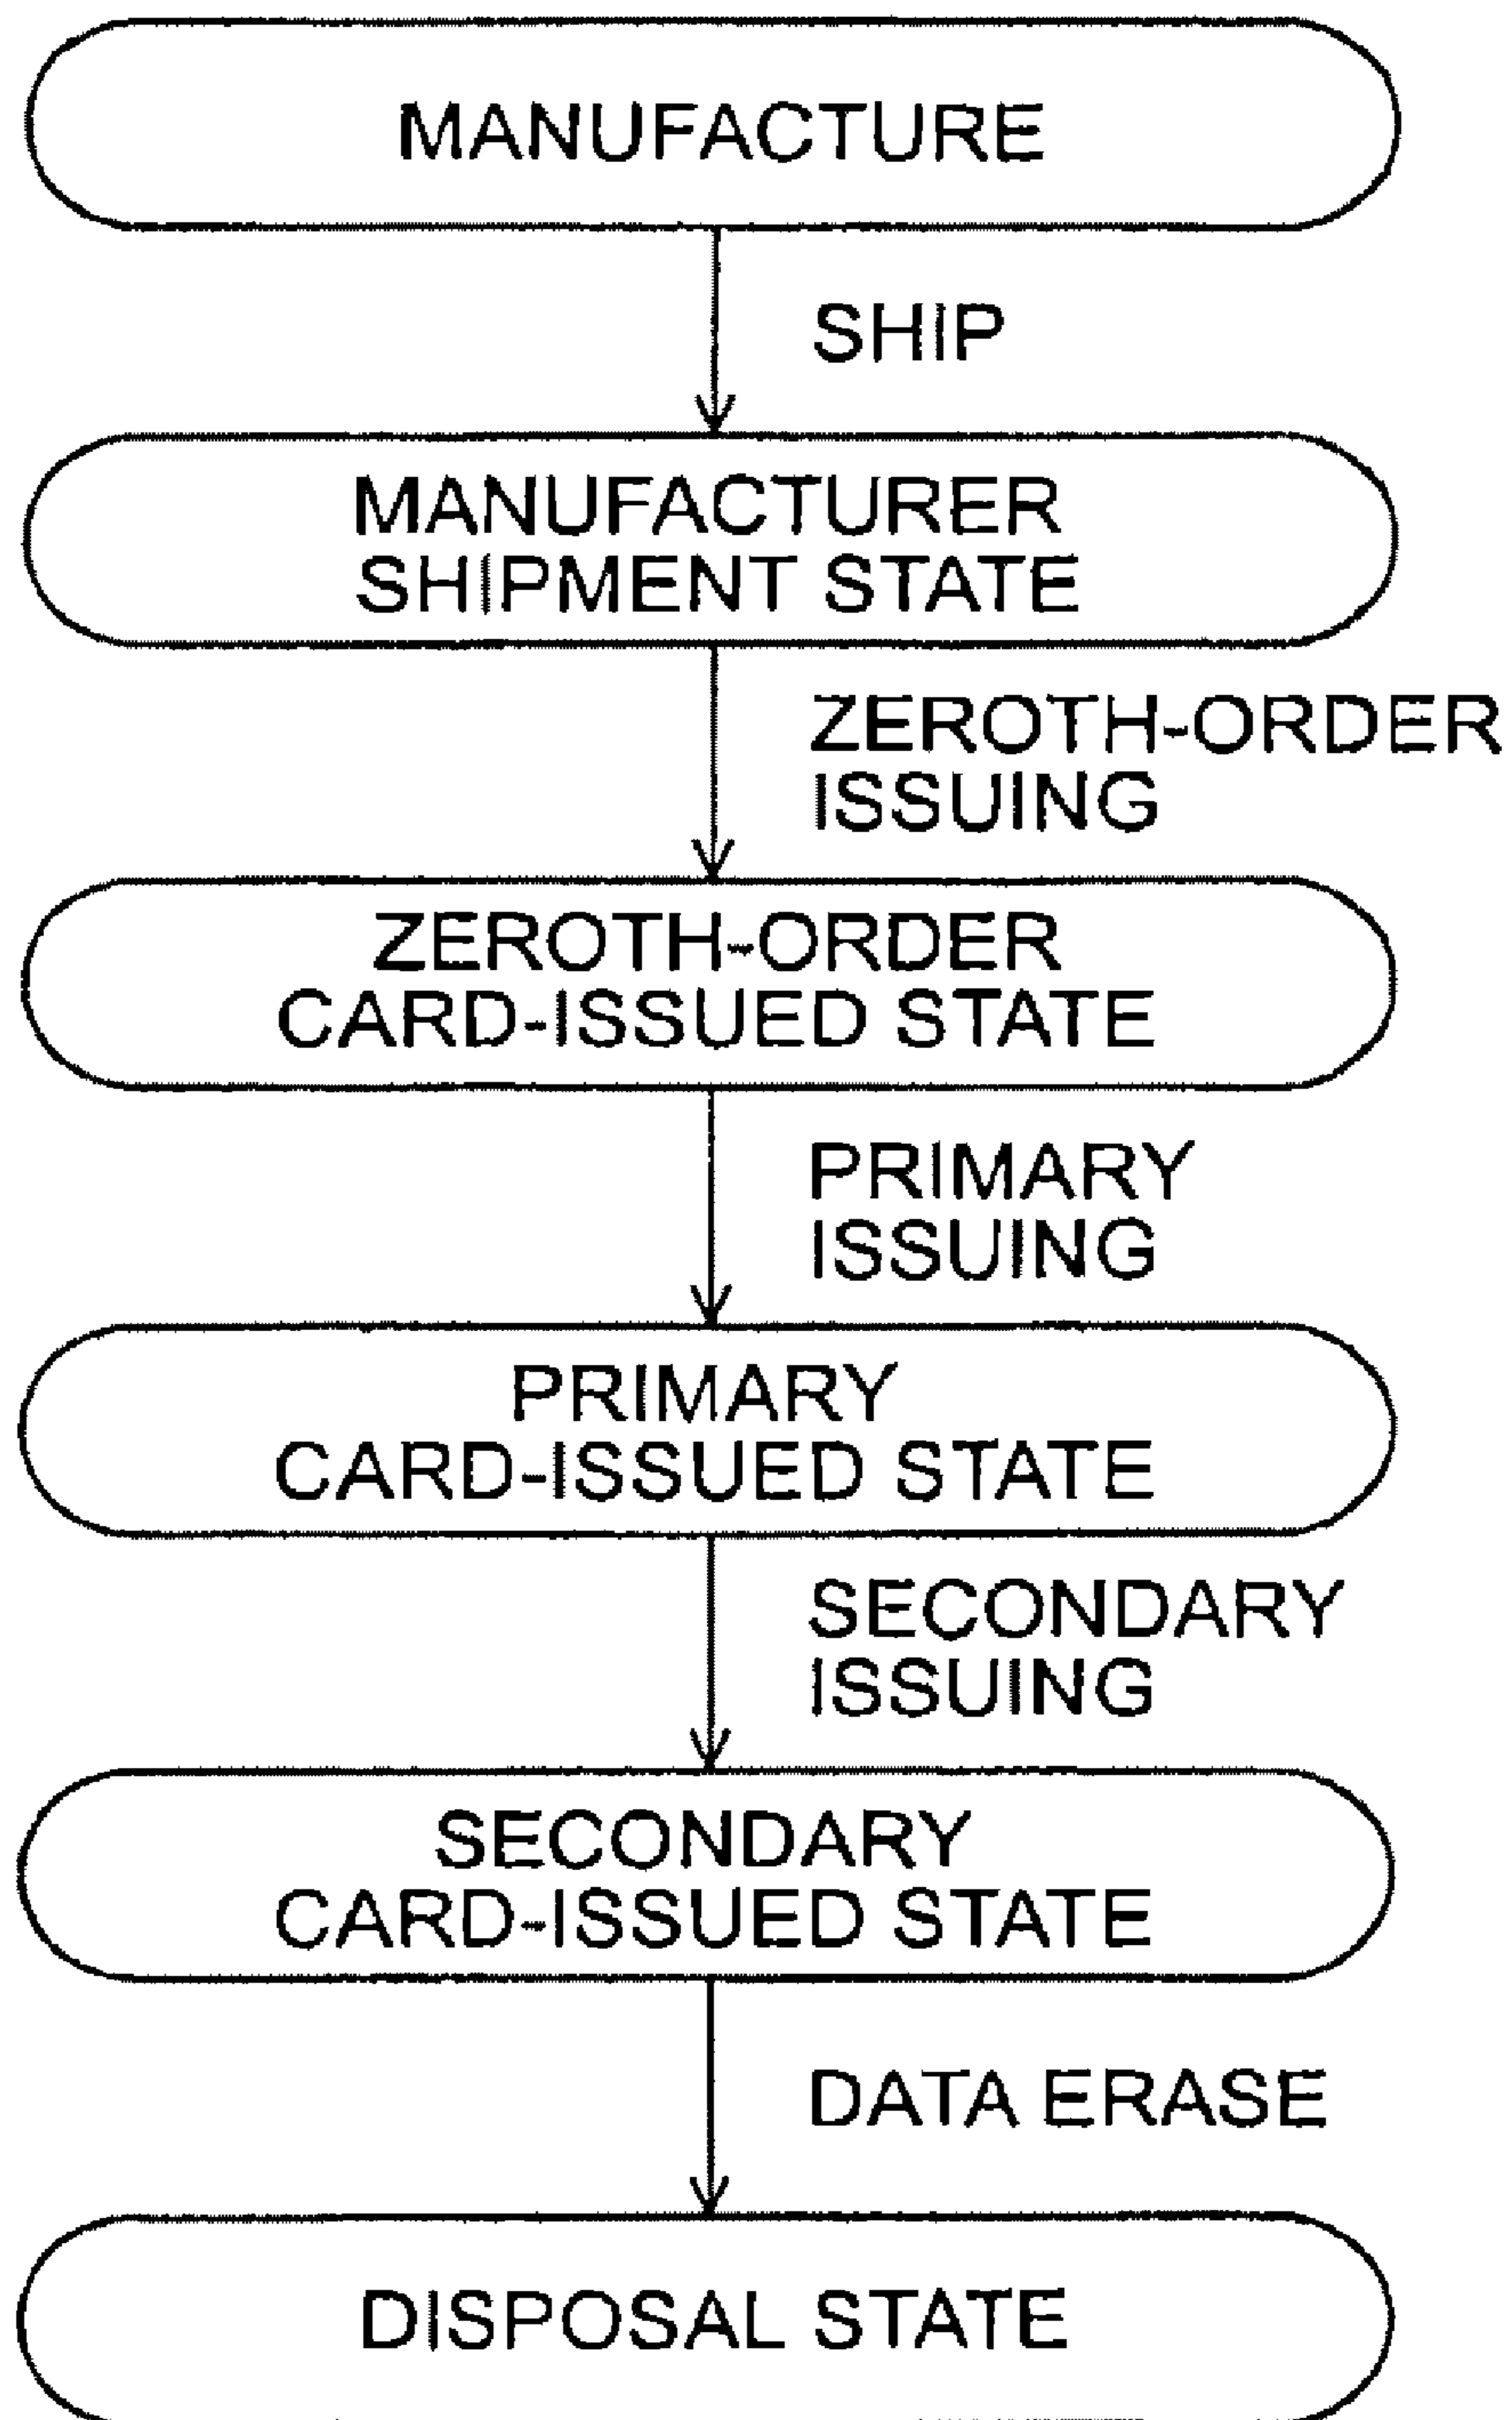 MANUFACTURE
SHIP
MANUFACTURER
SHIPMENT STATE
ZEROTH-ORDER
ISSUING
ZEROTH-ORDER
CARD-ISSUED STATE
PRIMARY
ISSUING
PRIMARY
CARD-ISSUED STATE
SECONDARY
ISSUING
SECONDARY
CARD-ISSUED STATE
DATA ERASE
DISPOSAL STATE